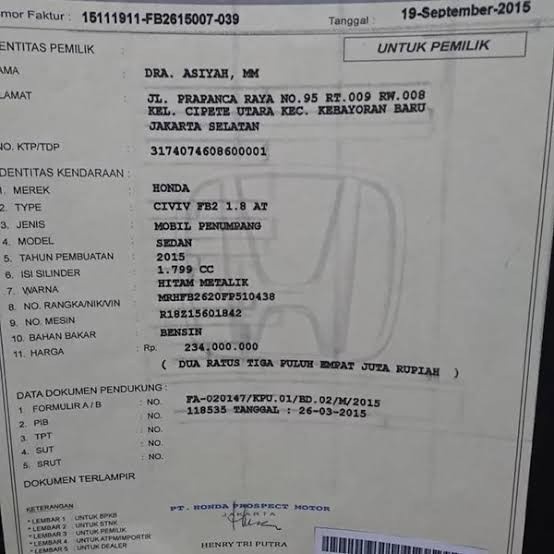 omor Faktur : 15111911-FB2615007-039 Tanggal : 19-September-2015
DENTITAS PEMILIK : UNTUK PEMILIK
AMA : DRA. ASIYAH, MM
LAMAT : JL. PRAPANCA RAYA NO.95 RT.009 RW.008
KEL. CIPETE UTARA KEC. KEBAYORAN BARU
JAKARTA SELATAN
NO. KTP/TDP : 3174074608600001
IDENTITAS KENDARAAN :
1. MEREK : HONDA
2. TYPE : CIVIV FB2 1.8 AT
3. JENIS : MOBIL PENUMPANG
4. MODEL : SEDAN
5. TAHUN PEMBUATAN : 2015
6. ISI SILINDER : 1.799 CC
7. WARNA : HITAM METALIK
8. NO. RANGKA/NIK/VIN : MRHFB2620FP510438
9. NO. MESIN : R18Z15601842
10. BAHAN BAKAR : BENSIN
11. HARGA : Rp. 234.000.000
( DUA RATUS TIGA PULUH EMPAT JUTA RUPIAH )
DATA DOKUMEN PENDUKUNG :
1. FORMULIR A / B : NO. FA-020147/KPU.01/BD.02/M/2015
2. PIB : NO. 118535 TANGGAL : 26-03-2015
3. TPT : NO.
4. SUT : NO.
5. SRUT : NO.
DOKUMEN TERLAMPIR
KETERANGAN :
* LEMBAR 1 : UNTUK BPKB
* LEMBAR 2 : UNTUK STNK
* LEMBAR 3 : UNTUK PEMILIK
* LEMBAR 4 : UNTUK ATPM/IMPORTIR
* LEMBAR 5 : UNTUK DEALER
PT. HONDA PROSPECT MOTOR
JAKARTA
HENRY TRI PUTRA